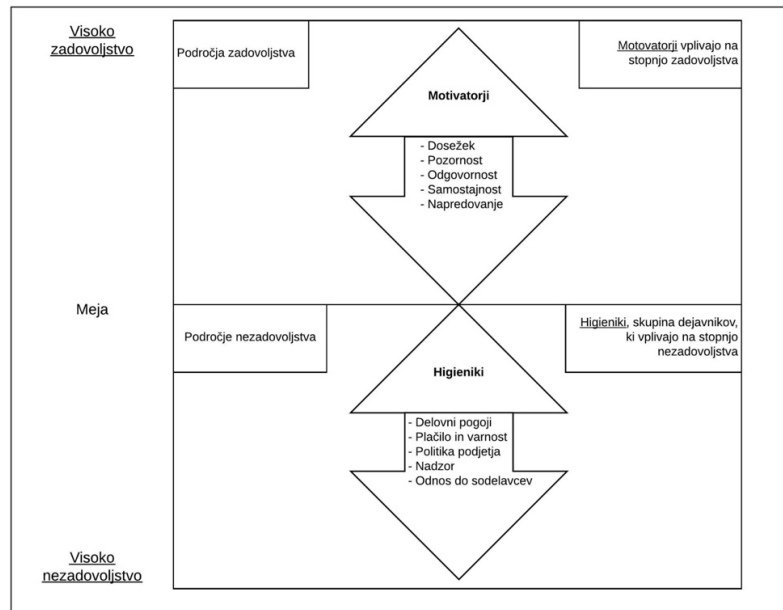 Visoko
zadovoljstvo
Področja zadovoljstva
Motovatorji vplivajo na
stopnjo zadovoljstva
Motivatorji
- Dosežek
- Pozornost
- Odgovornost
- Samostajnost
- Napredovanje
Meja
Področje nezadovoljstva
Higieniki, skupina dejavnikov,
ki vplivajo na stopnjo
nezadovoljstva
Higieniki
- Delovni pogoji
- Plačilo in varnost
- Politika podjetja
- Nadzor
- Odnos do sodelavcev
Visoko
nezadovoljstvo